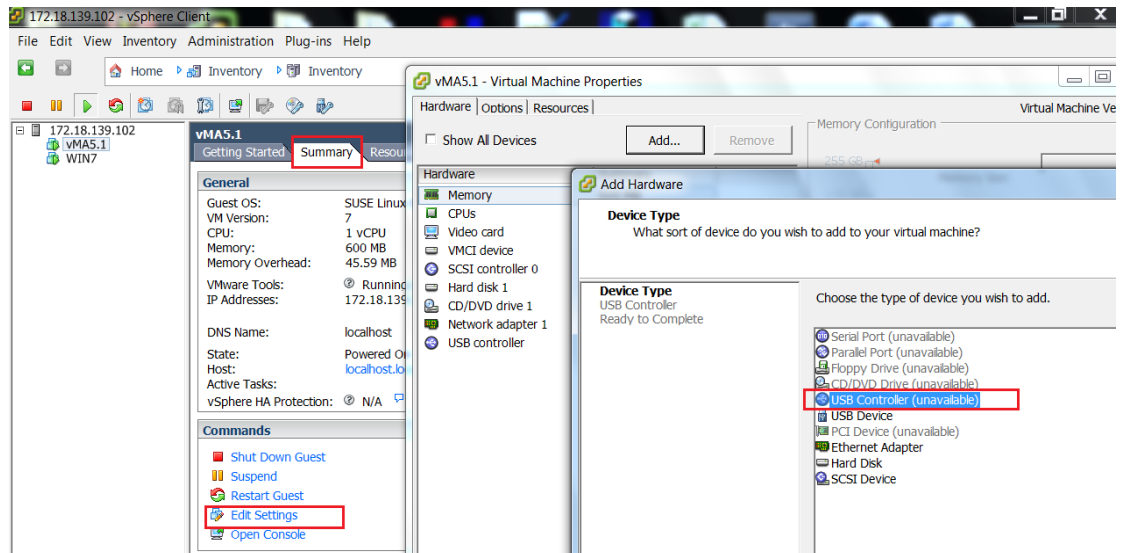 172.18.139.102 - vSphere Client
File Edit View Inventory Administration Plug-ins Help
Home Inventory Inventory
172.18.139.102
vMA5.1
WIN7
vMA5.1
Getting Started Summary Resou
General
Guest OS: SUSE Linux
VM Version: 7
CPU: 1 vCPU
Memory: 600 MB
Memory Overhead: 45.59 MB
VMware Tools: Running
IP Addresses: 172.18.139
DNS Name: localhost
State: Powered O
Host: localhost.lo
Active Tasks:
vSphere HA Protection: N/A
Commands
Shut Down Guest
Suspend
Restart Guest
Edit Settings
Open Console
vMA5.1 - Virtual Machine Properties
Hardware Options Resources
Virtual Machine Ve
Show All Devices Add... Remove
Memory Configuration
255 GB
Hardware
Memory
CPUs
Video card
VMCI device
SCSI controller 0
Hard disk 1
CD/DVD drive 1
Network adapter 1
USB controller
Add Hardware
Device Type
What sort of device do you wish to add to your virtual machine?
Device Type
USB Controller
Ready to Complete
Choose the type of device you wish to add.
Serial Port (unavailable)
Parallel Port (unavailable)
Floppy Drive (unavailable)
CD/DVD Drive (unavailable)
USB Controller (unavailable)
USB Device
PCI Device (unavailable)
Ethernet Adapter
Hard Disk
SCSI Device